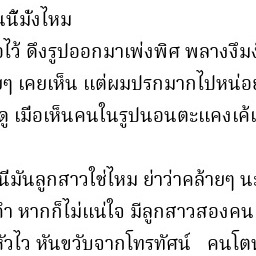 นนี้มั่งไหม
ไว้ ดึงรูปออกมาเพ่งพิศ พลางงึม
ๆ เคยเห็น แต่ผมปรกมากไปหน่อย
ดู เมื่อเห็นคนในรูปนอนตะแคงเค้
นี่มันลูกสาวใช่ไหม ย่าว่าคล้ายๆ นะ
ทำ หากก็ไม่แน่ใจ มีลูกสาวสองคน
หัวไว หันขวับจากโทรทัศน์ คนโต